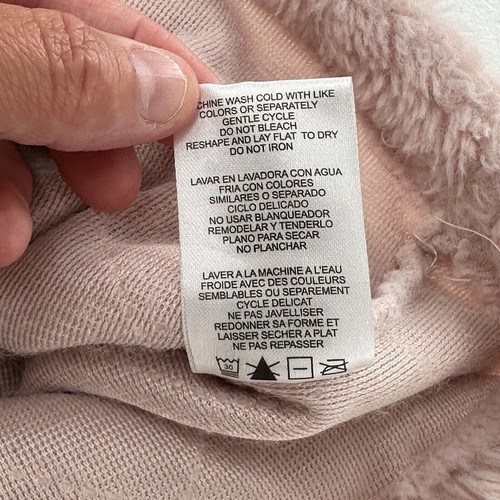 CHINE WASH COLD WITH LIKE
COLORS OR SEPARATELY
GENTLE CYCLE
DO NOT BLEACH
RESHAPE AND LAY FLAT TO DRY
DO NOT IRON
LAVAR EN LAVADORA CON AGUA
FRIA CON COLORES
SIMILARES O SEPARADO
CICLO DELICADO
NO USAR BLANQUEADOR
REMODELAR Y TENDERLO
PLANO PARA SECAR
NO PLANCHAR
LAVER A LA MACHINE A L'EAU
FROIDE AVEC DES COULEURS
SEMBLABLES OU SEPAREMENT
CYCLE DELICAT
NE PAS JAVELLISER
REDONNER SA FORME ET
LAISSER SECHER A PLAT
NE PAS REPASSER
30